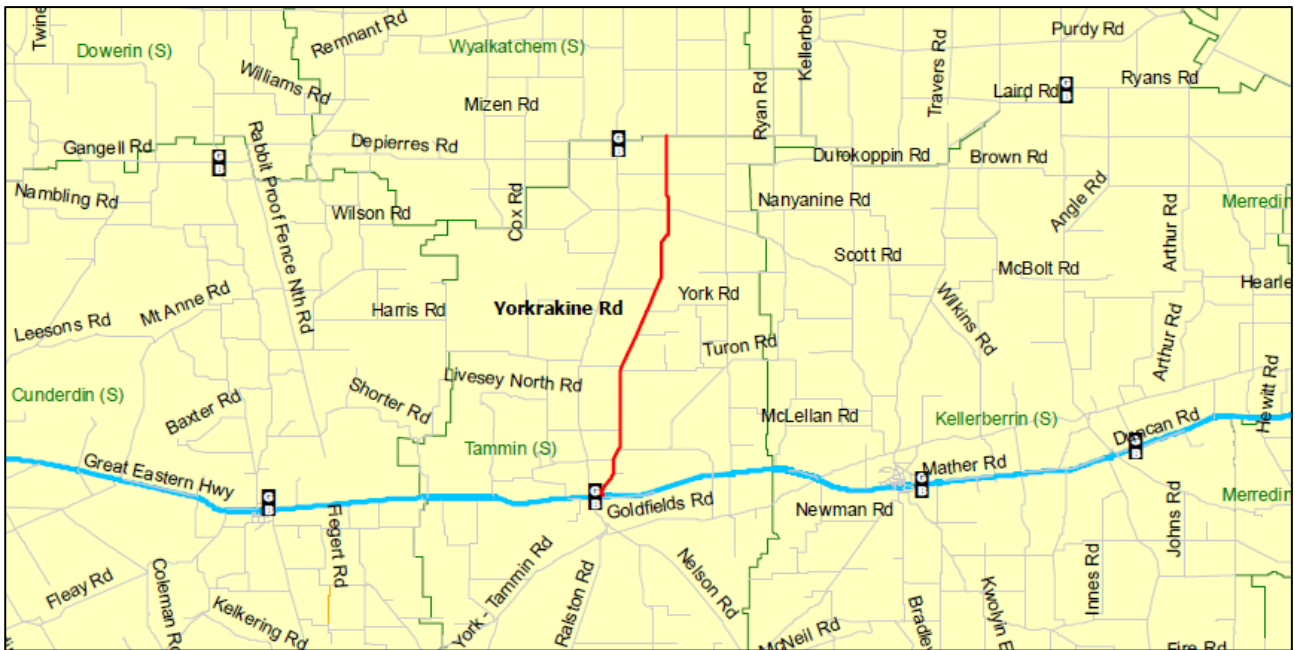 Twine
Remnant Rd
Dowerin (S)
Wyalkatchem (S)
Kellerber
Purdy Rd
Williams Rd
Mizen Rd
Ryan Rd
Travers Rd
Laird Rd
Ryans Rd
Gangell Rd
Rabbit Proof Fence Nth Rd
Depierres Rd
Durokoppin Rd
Brown Rd
Nambling Rd
Wilson Rd
Cox Rd
Nanyanine Rd
Angle Rd
Arthur Rd
Merredin
Scott Rd
McBolt Rd
Hearle
Mt Anne Rd
Harris Rd
Yorkrakine Rd
York Rd
Wilkins Rd
Leesons Rd
Turon Rd
Arthur Rd
Cunderdin (S)
Baxter Rd
Shorter Rd
Livesey North Rd
McLellan Rd
Kellerberrin (S)
Duncan Rd
Hewitt Rd
Tammin (S)
Great Eastern Hwy
Mather Rd
Goldfields Rd
Newman Rd
Merredin
Fiegert Rd
Johns Rd
Fleay Rd
Coleman Rd
Kelkering Rd
York - Tammin Rd
Ralston Rd
Nelson Rd
McNeil Rd
Bradley
Kwolyin E
Innes Rd
Fire Rd